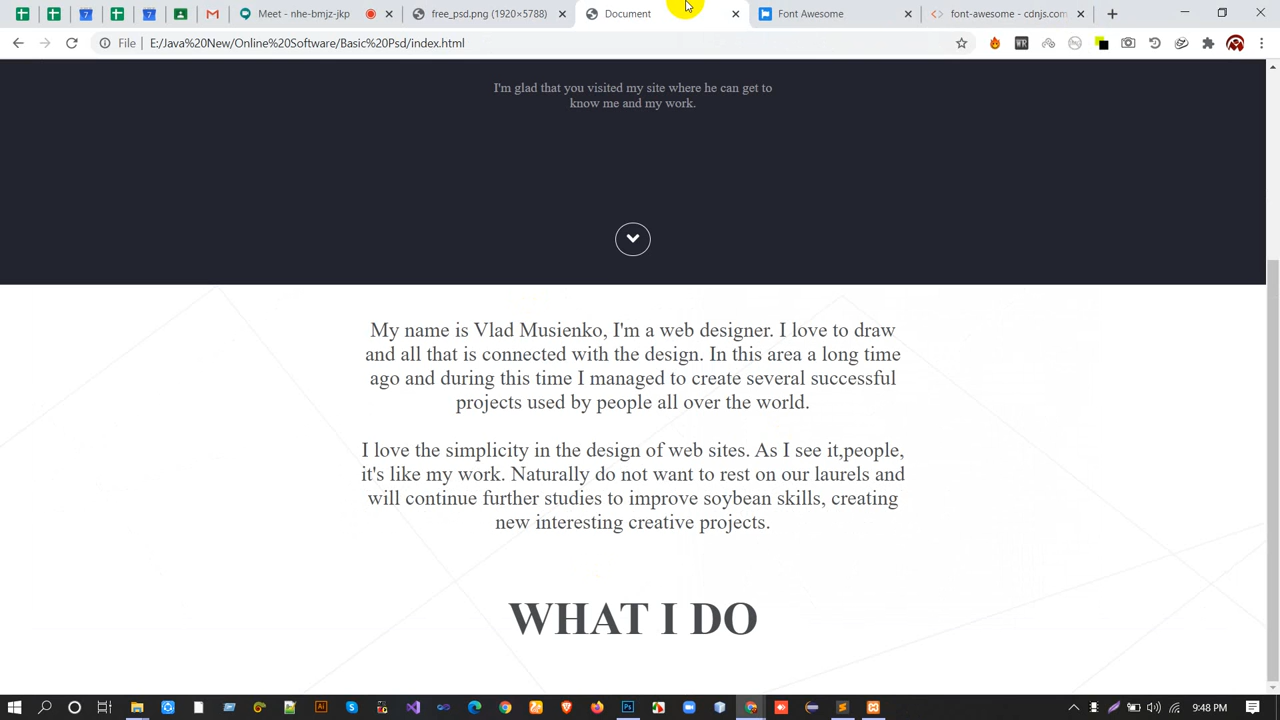 Meet - nhe-bmjz-jkp
free_psd.png (1920×5788)
Document
Font Awesome
font-awesome - cdnjs.com
File
E:/Java%20New/Online%20Software/Basic%20Psd/index.html
I'm glad that you visited my site where he can get to
know me and my work.
My name is Vlad Musienko, I'm a web designer. I love to draw
and all that is connected with the design. In this area a long time
ago and during this time I managed to create several successful
projects used by people all over the world.
I love the simplicity in the design of web sites. As I see it,people,
it's like my work. Naturally do not want to rest on our laurels and
will continue further studies to improve soybean skills, creating
new interesting creative projects.
WHAT I DO
9:48 PM